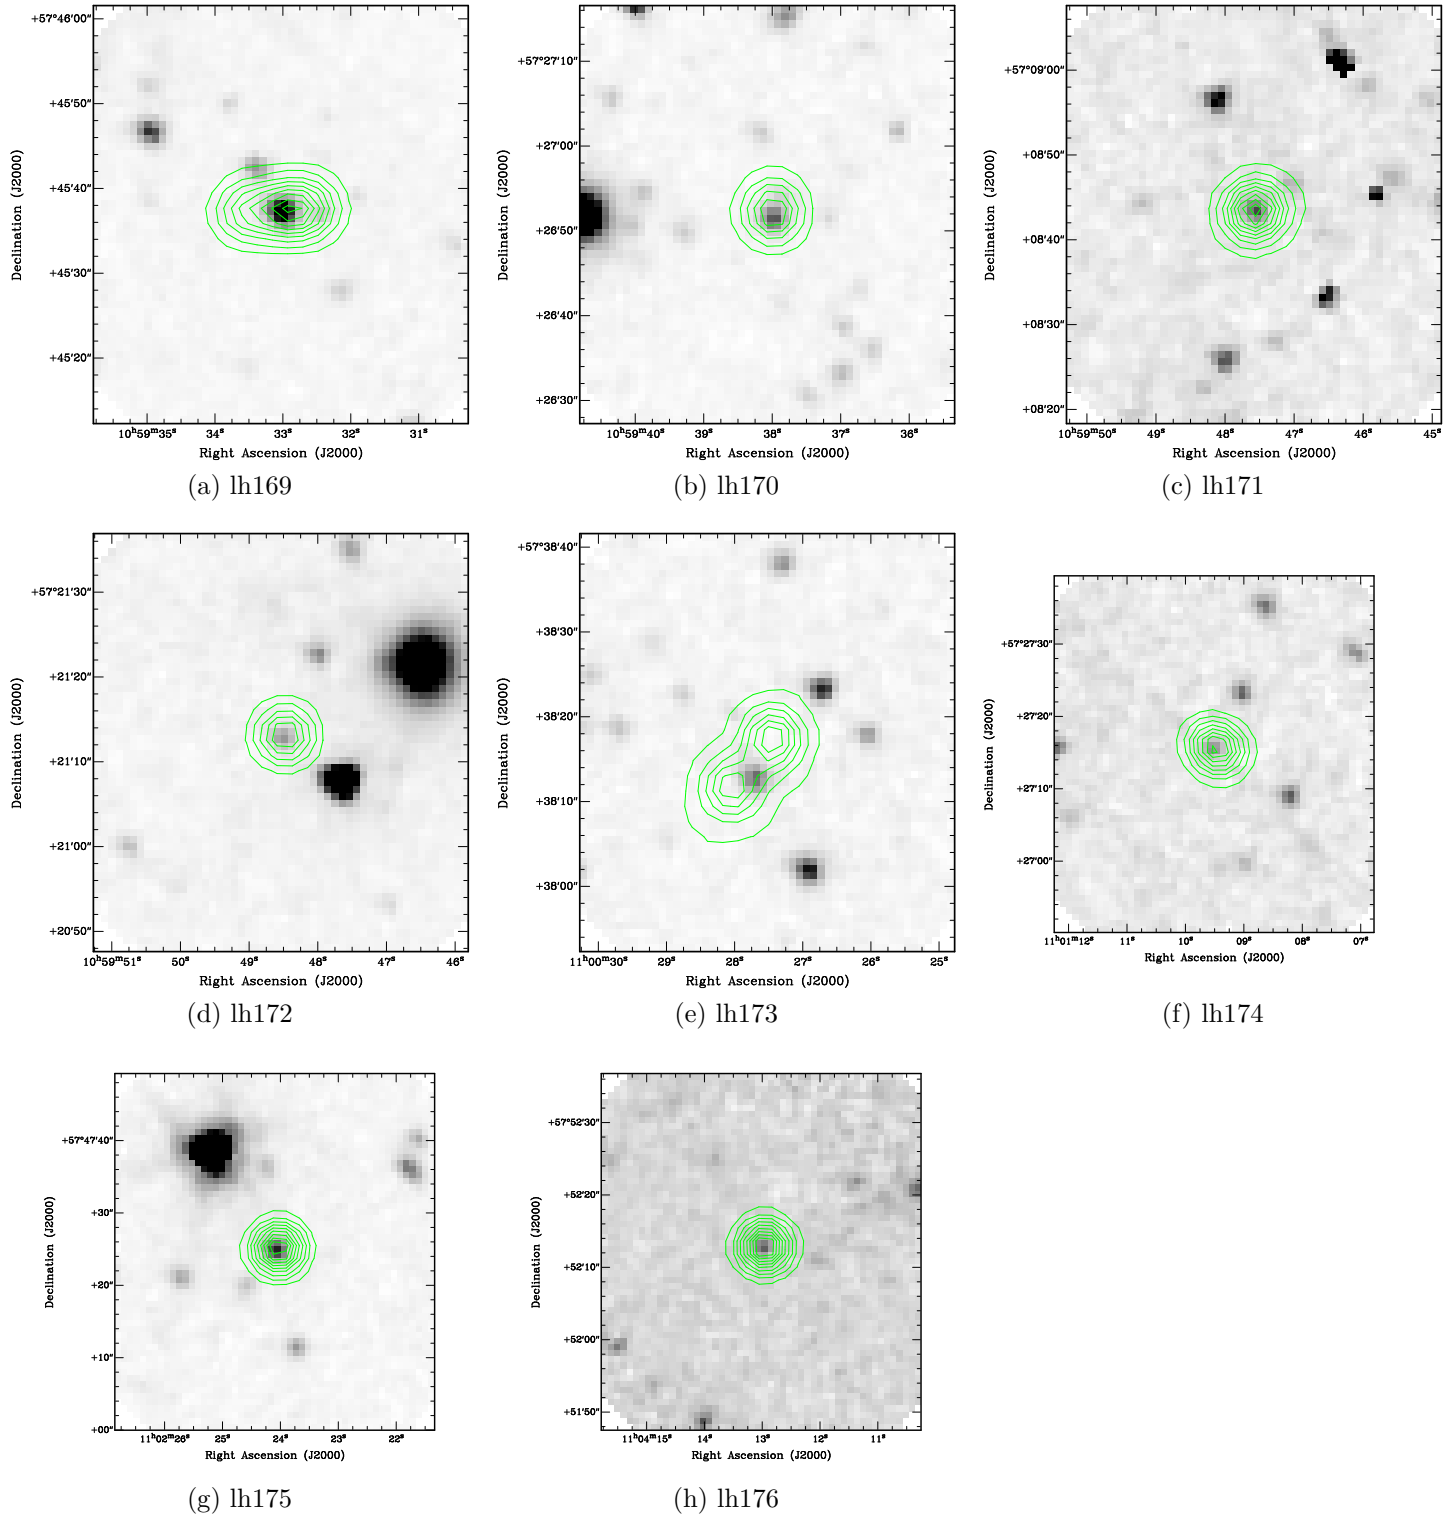 +57°46′00″
+45′50″
+45′40″
+45′30″
+45′20″
Declination (J2000)
10ʰ59ᵐ35ˢ 34ˢ 33ˢ 32ˢ 31ˢ
Right Ascension (J2000)
(a) lh169
+57°27′10″
+27′00″
+26′50″
+26′40″
+26′30″
Declination (J2000)
10ʰ59ᵐ40ˢ 39ˢ 38ˢ 37ˢ 36ˢ
Right Ascension (J2000)
(b) lh170
+57°09′00″
+08′50″
+08′40″
+08′30″
+08′20″
Declination (J2000)
10ʰ59ᵐ50ˢ 49ˢ 48ˢ 47ˢ 46ˢ 45ˢ
Right Ascension (J2000)
(c) lh171
+57°21′30″
+21′20″
+21′10″
+21′00″
+20′50″
Declination (J2000)
10ʰ59ᵐ51ˢ 50ˢ 49ˢ 48ˢ 47ˢ 46ˢ
Right Ascension (J2000)
(d) lh172
+57°38′40″
+38′30″
+38′20″
+38′10″
+38′00″
Declination (J2000)
11ʰ00ᵐ30ˢ 29ˢ 28ˢ 27ˢ 26ˢ 25ˢ
Right Ascension (J2000)
(e) lh173
+57°27′30″
+27′20″
+27′10″
+27′00″
Declination (J2000)
11ʰ01ᵐ12ˢ 11ˢ 10ˢ 09ˢ 08ˢ 07ˢ
Right Ascension (J2000)
(f) lh174
+57°47′40″
+30″
+20″
+10″
+00″
Declination (J2000)
11ʰ02ᵐ26ˢ 25ˢ 24ˢ 23ˢ 22ˢ
Right Ascension (J2000)
(g) lh175
+57°52′30″
+52′20″
+52′10″
+52′00″
+51′50″
Declination (J2000)
11ʰ04ᵐ15ˢ 14ˢ 13ˢ 12ˢ 11ˢ
Right Ascension (J2000)
(h) lh176